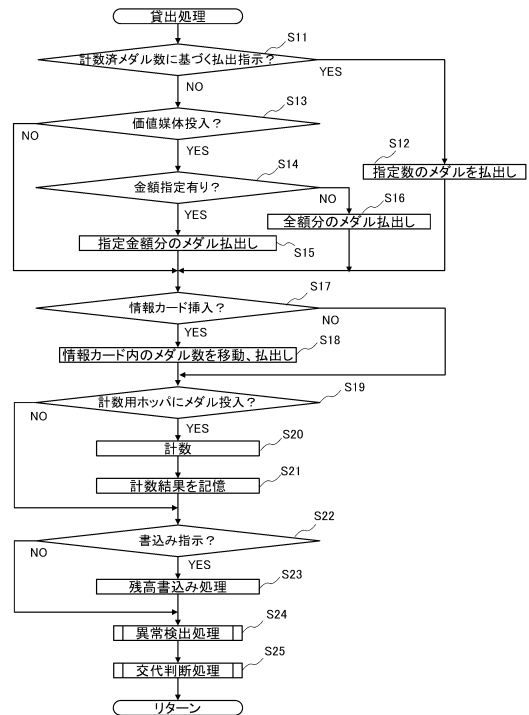 貸出処理
S11
計数済メダル数に基づく払出指示？
YES
NO
S13
価値媒体投入？
NO
YES
S12
指定数のメダルを払出し
S14
金額指定有り？
NO
S16
YES
全額分のメダル払出し
指定金額分のメダル払出し
S15
S17
情報カード挿入？
NO
YES
S18
情報カード内のメダル数を移動、払出し
S19
計数用ホッパにメダル投入？
NO
YES
S20
計数
S21
計数結果を記憶
S22
書込み指示？
NO
YES
S23
残高書込み処理
S24
異常検出処理
S25
交代判断処理
リターン